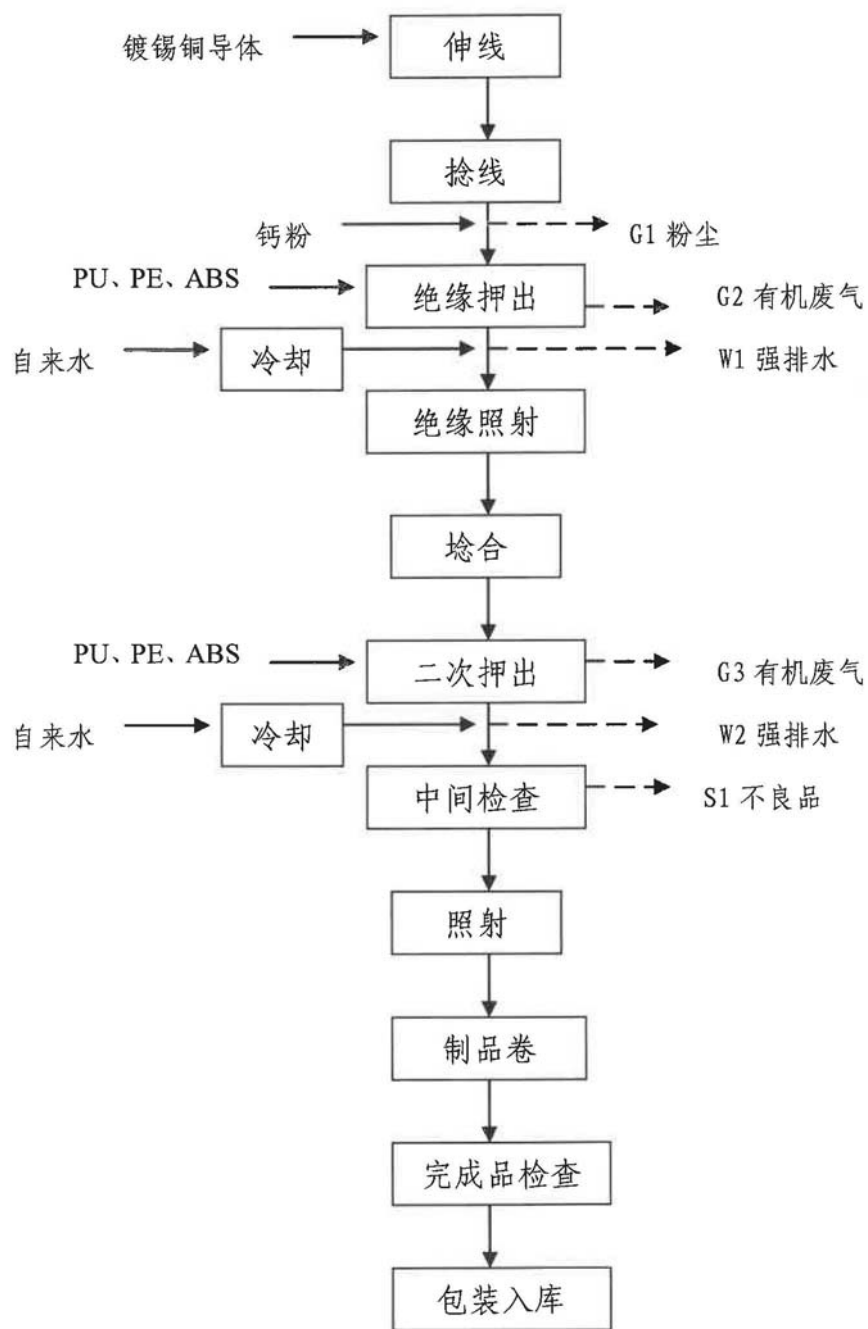 镀锡铜导体
伸线
捻线
钙粉
G1 粉尘
PU、PE、ABS
绝缘押出
G2 有机废气
自来水
冷却
W1 强排水
绝缘照射
埝合
PU、PE、ABS
二次押出
G3 有机废气
自来水
冷却
W2 强排水
中间检查
S1 不良品
照射
制品卷
完成品检查
包装入库